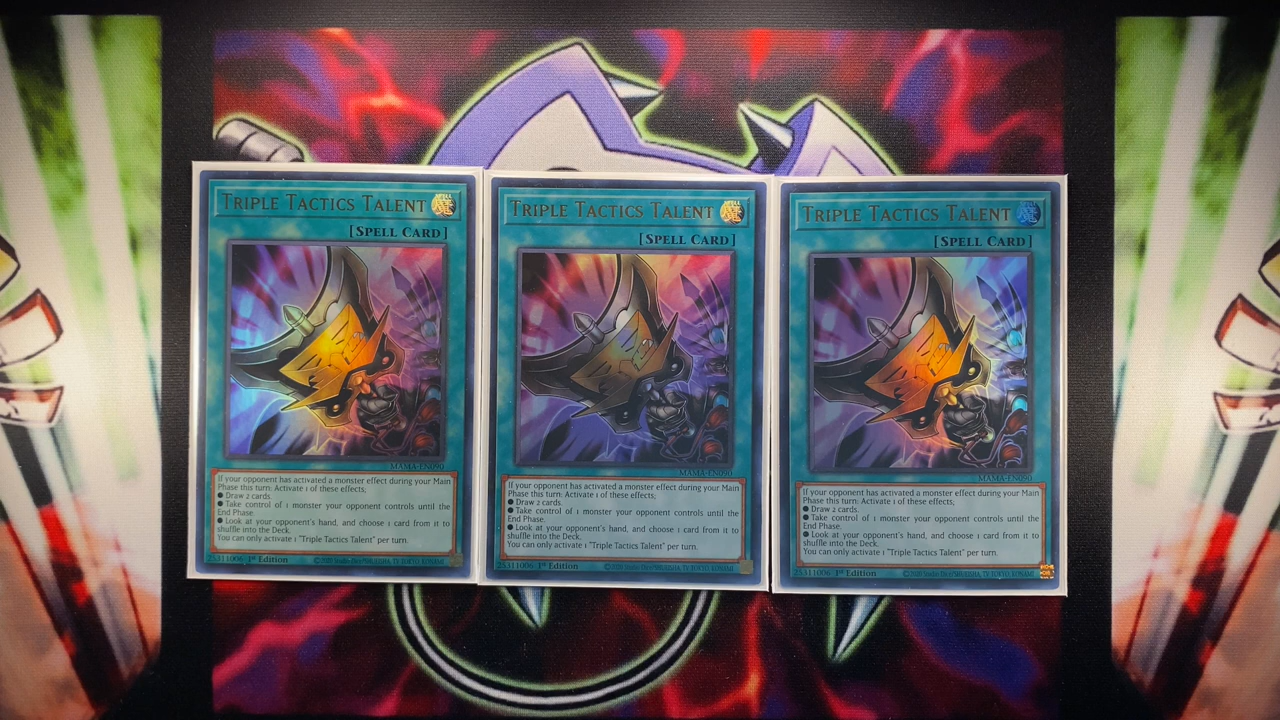 TRIPLE TACTICS TALENT
[SPELL CARD]
MAMA-EN090
If your opponent has activated a monster effect during your Main
Phase this turn: Activate 1 of these effects;
● Draw 2 cards.
● Take control of 1 monster your opponent controls until the
End Phase.
● Look at your opponent's hand, and choose 1 card from it to
shuffle into the Deck.
You can only activate 1 "Triple Tactics Talent" per turn.
25311006 1st Edition
TRIPLE TACTICS TALENT
[SPELL CARD]
MAMA-EN090
If your opponent has activated a monster effect during your Main
Phase this turn: Activate 1 of these effects;
● Draw 2 cards.
● Take control of 1 monster your opponent controls until the
End Phase.
● Look at your opponent's hand, and choose 1 card from it to
shuffle into the Deck.
You can only activate 1 "Triple Tactics Talent" per turn.
25311006 1st Edition
TRIPLE TACTICS TALENT
[SPELL CARD]
MAMA-EN090
If your opponent has activated a monster effect during your Main
Phase this turn: Activate 1 of these effects;
● Draw 2 cards.
● Take control of 1 monster your opponent controls until the
End Phase.
● Look at your opponent's hand, and choose 1 card from it to
shuffle into the Deck.
You can only activate 1 "Triple Tactics Talent" per turn.
25311006 1st Edition